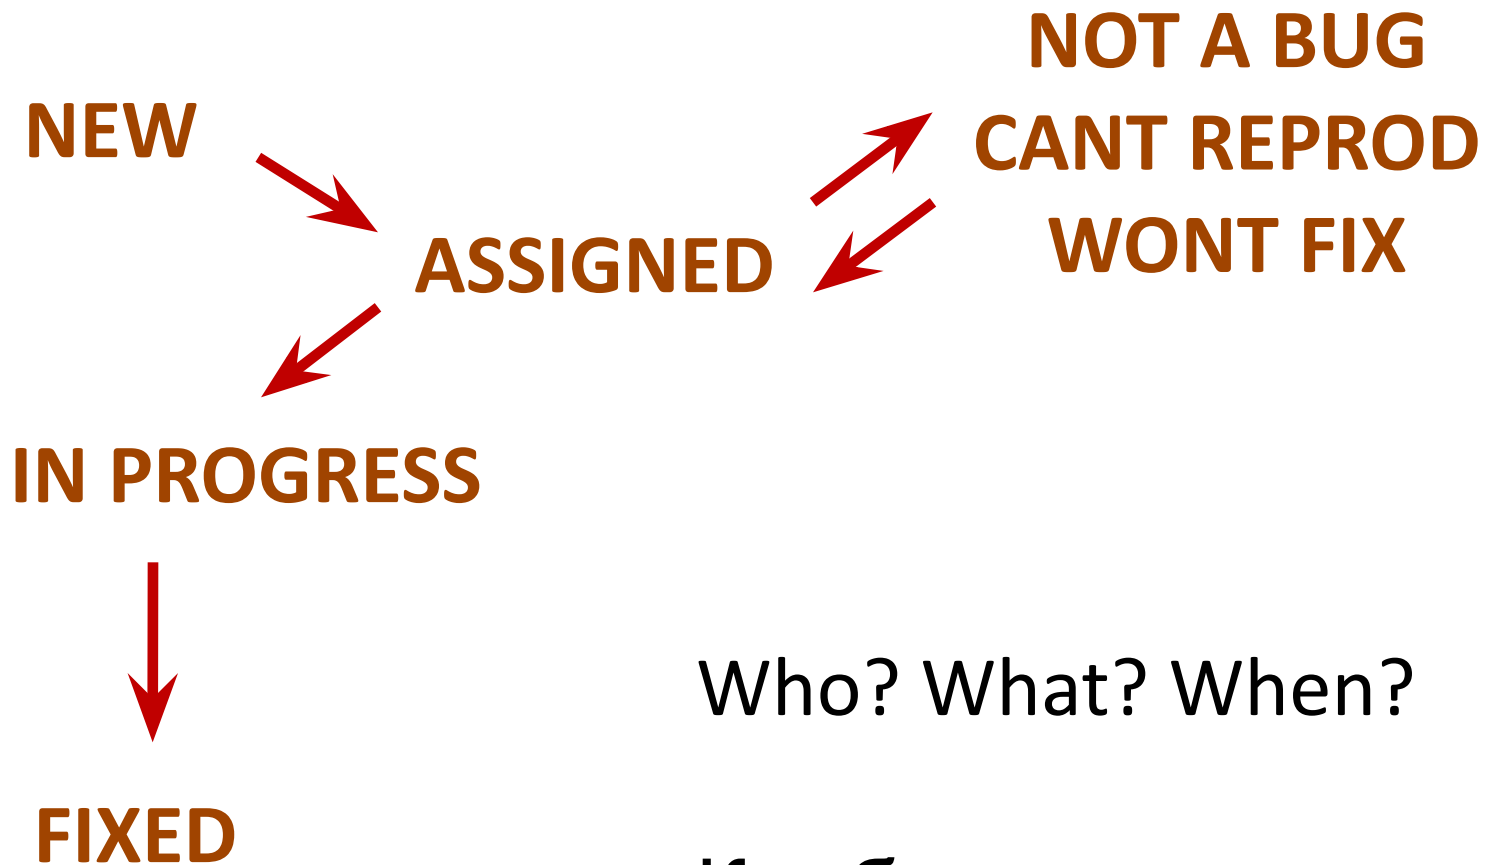 NOT A BUG
NEW
CANT REPROD
WONT FIX
ASSIGNED
IN PROGRESS
Who? What? When?
FIXED